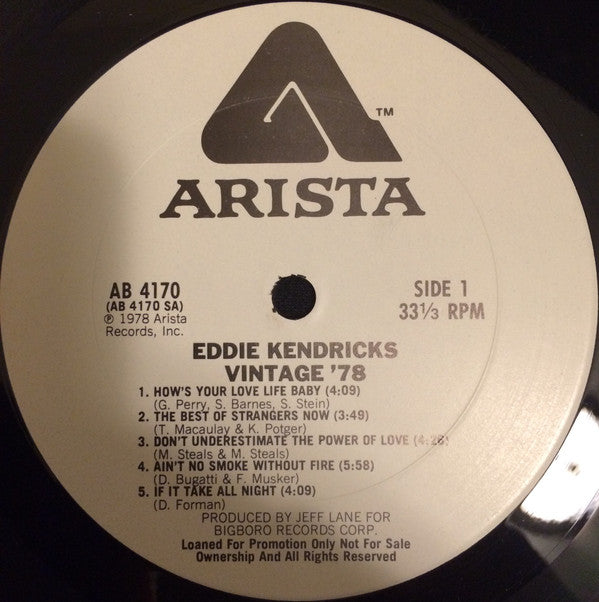 TM
ARISTA
AB 4170
(AB 4170 SA)
℗ 1978 Arista
Records, Inc.
SIDE 1
33⅓ RPM
EDDIE KENDRICKS
VINTAGE '78
1. HOW'S YOUR LOVE LIFE BABY (4:09)
(G. Perry, S. Barnes, S. Stein)
2. THE BEST OF STRANGERS NOW (3:49)
(T. Macaulay & K. Potger)
3. DON'T UNDERESTIMATE THE POWER OF LOVE (4:26)
(M. Steals & M. Steals)
4. AIN'T NO SMOKE WITHOUT FIRE (5:58)
(D. Bugatti & F. Musker)
5. IF IT TAKE ALL NIGHT (4:09)
(D. Forman)
PRODUCED BY JEFF LANE FOR
BIGBORO RECORDS CORP.
Loaned For Promotion Only Not For Sale
Ownership And All Rights Reserved